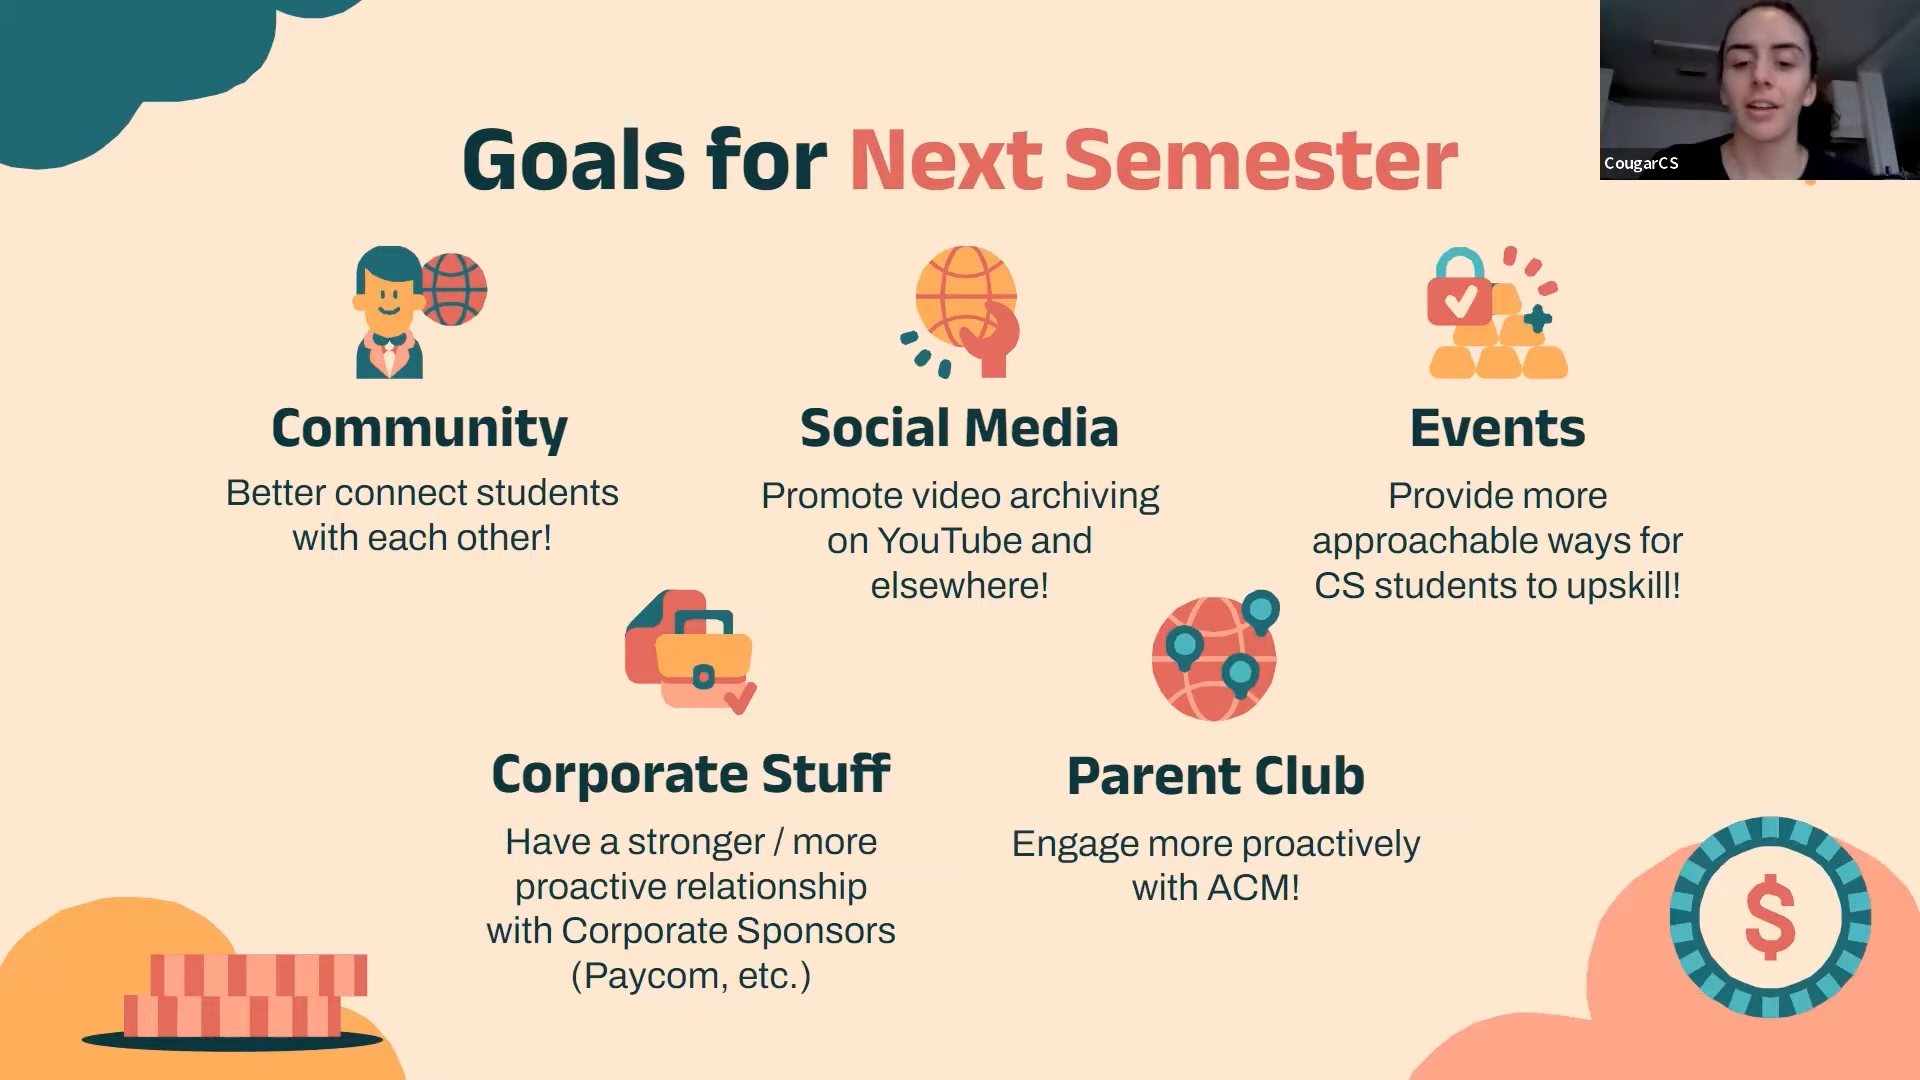 Goals for Next Semester
CougarCS
Community
Better connect students
with each other!
Social Media
Promote video archiving
on YouTube and
elsewhere!
Events
Provide more
approachable ways for
CS students to upskill!
Corporate Stuff
Have a stronger / more
proactive relationship
with Corporate Sponsors
(Paycom, etc.)
Parent Club
Engage more proactively
with ACM!
$